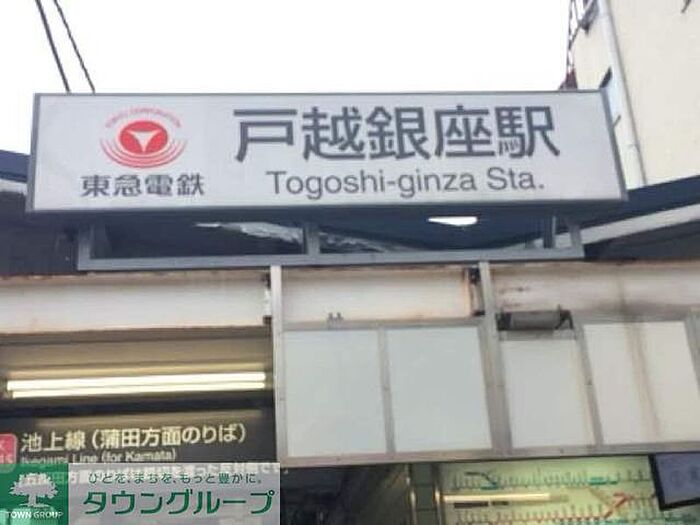 戸越銀座駅
東急電鉄
Togoshi-ginza Sta.
池上線(蒲田方面のりば)
Ikegami Line (for Kamata)
ひとを、まちを、もっと豊かに。
タウングループ
TOWN GROUP